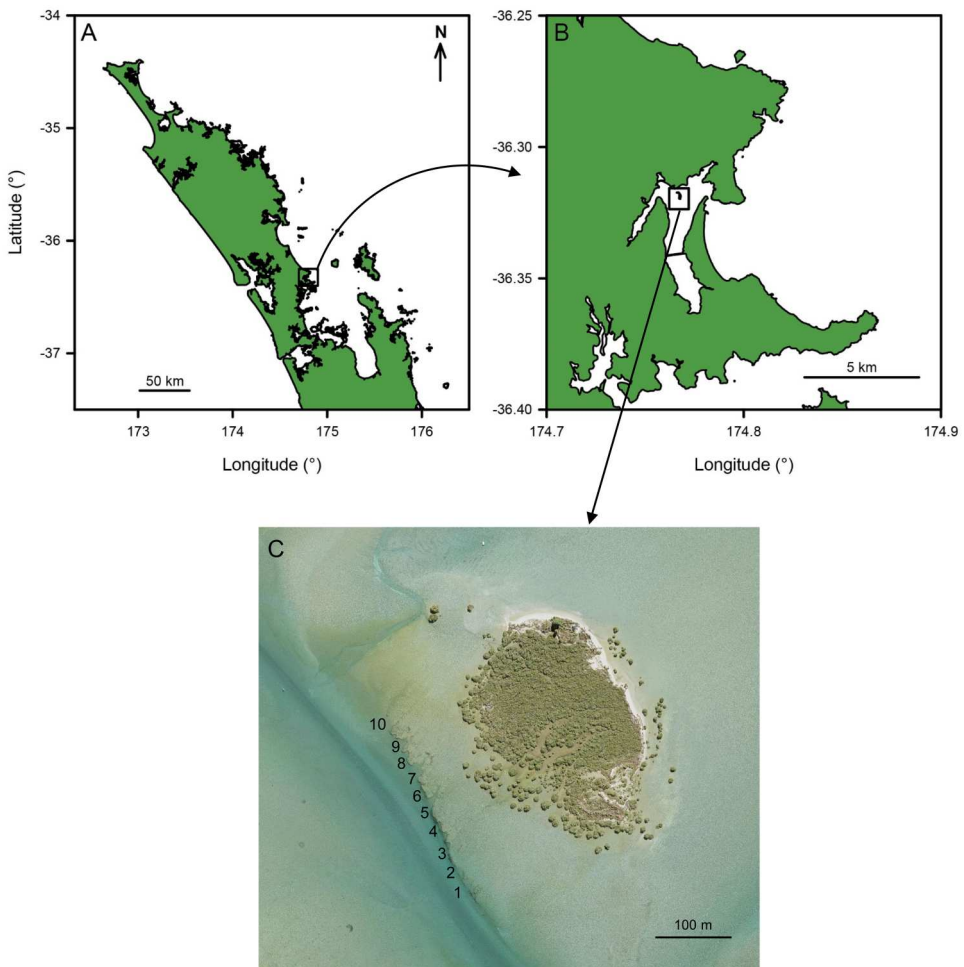 A
N
-34
-35
-36
-37
Latitude (°)
50 km
173
174
175
176
Longitude (°)
B
-36.25
-36.30
-36.35
-36.40
5 km
174.7
174.8
174.9
Longitude (°)
C
10
9
8
7
6
5
4
3
2
1
100 m